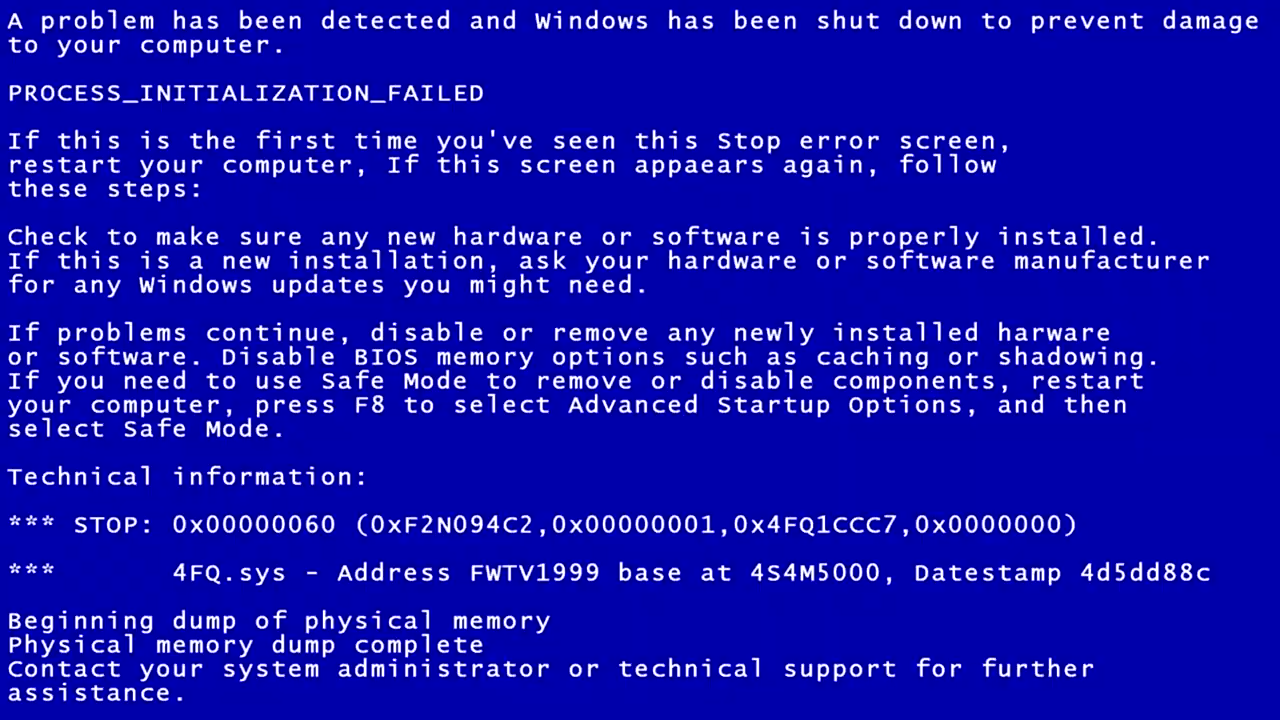 A problem has been detected and Windows has been shut down to prevent damage
to your computer.
PROCESS_INITIALIZATION_FAILED
If this is the first time you've seen this Stop error screen,
restart your computer, If this screen appaears again, follow
these steps:
Check to make sure any new hardware or software is properly installed.
If this is a new installation, ask your hardware or software manufacturer
for any Windows updates you might need.
If problems continue, disable or remove any newly installed harware
or software. Disable BIOS memory options such as caching or shadowing.
If you need to use Safe Mode to remove or disable components, restart
your computer, press F8 to select Advanced Startup Options, and then
select Safe Mode.
Technical information:
*** STOP: 0x00000060 (0xF2N094C2,0x00000001,0x4FQ1CCC7,0x0000000)
*** 4FQ.sys - Address FWTV1999 base at 4S4M5000, Datestamp 4d5dd88c
Beginning dump of physical memory
Physical memory dump complete
Contact your system administrator or technical support for further
assistance.